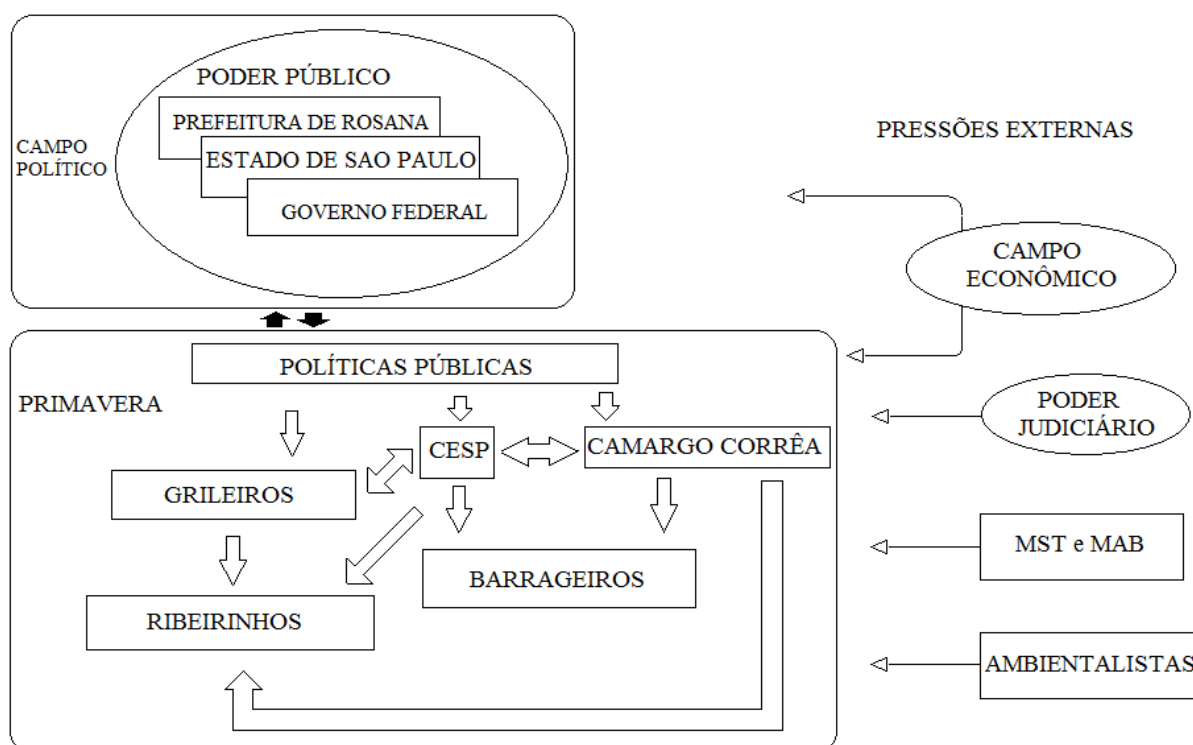 PODER PÚBLICO
PREFEITURA DE ROSANA
ESTADO DE SAO PAULO
GOVERNO FEDERAL
CAMPO
POLÍTICO
PRESSÕES EXTERNAS
CAMPO
ECONÔMICO
POLÍTICAS PÚBLICAS
PRIMAVERA
CESP
CAMARGO CORRÊA
GRILEIROS
BARRAGEIROS
RIBEIRINHOS
PODER
JUDICIÁRIO
MST e MAB
AMBIENTALISTAS